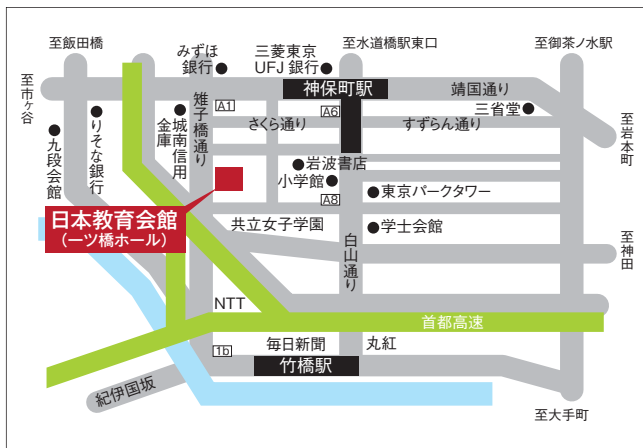 至飯田橋
みずほ
銀行
三菱東京
UFJ 銀行
至水道橋駅東口
至御茶ノ水駅
至市ヶ谷
神保町駅
靖国通り
三省堂
A1
A6
さくら通り
すずらん通り
至岩本町
雉子橋通り
城南信用
金庫
りそな銀行
九段会館
岩波書店
小学館
A8
東京パークタワー
日本教育会館
(一ツ橋ホール)
共立女子学園
白山通り
学士会館
至神田
NTT
首都高速
1b
毎日新聞
丸紅
竹橋駅
紀伊国坂
至大手町